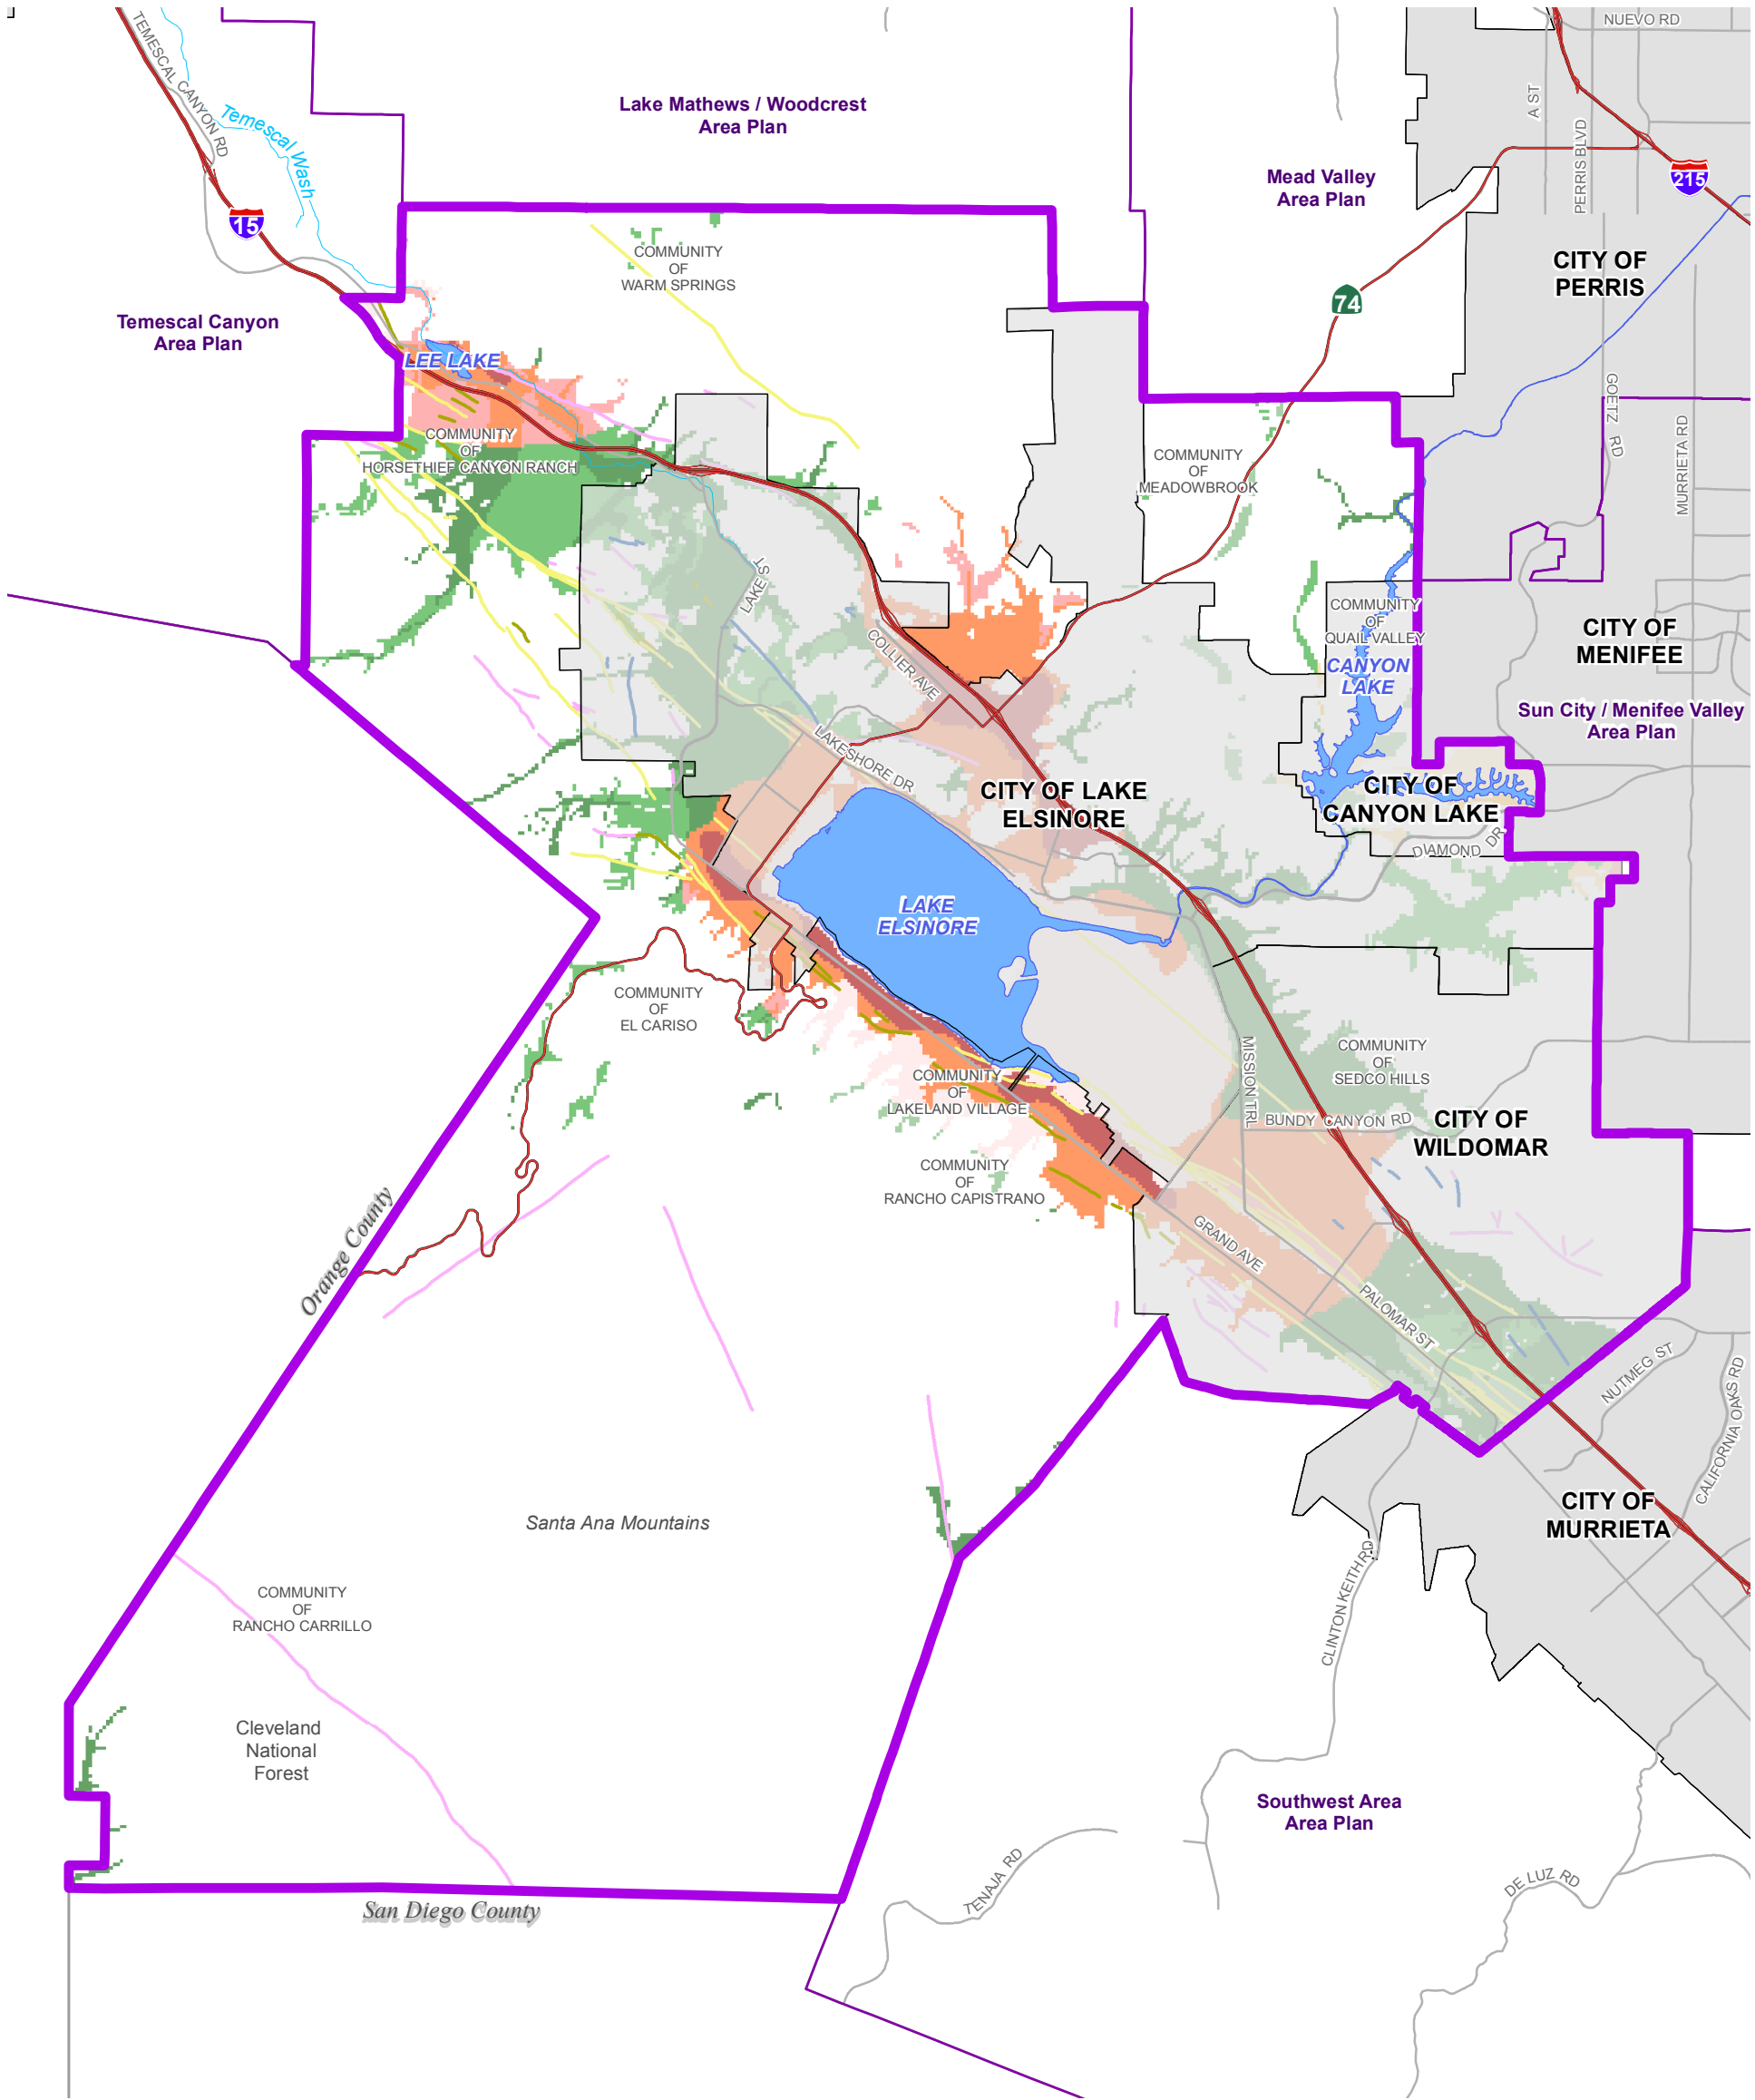 NUEVO RD
TEMESCAL CANYON RD
A ST
PERRIS BLVD
Lake Mathews / Woodcrest
Area Plan
Temescal Wash
Mead Valley
Area Plan
215
15
COMMUNITY
OF
WARM SPRINGS
CITY OF
PERRIS
74
Temescal Canyon
Area Plan
LEE LAKE
GOETZ RD
MURRIETA RD
COMMUNITY
OF
HORSETHIEF CANYON RANCH
COMMUNITY
OF
MEADOWBROOK
LAKE ST
COMMUNITY
OF
QUAIL VALLEY
CITY OF
MENIFEE
COLLIER AVE
CANYON
LAKE
Sun City / Menifee Valley
Area Plan
LAKESHORE DR
CITY OF LAKE
ELSINORE
CITY OF
CANYON LAKE
DIAMOND DR
LAKE
ELSINORE
COMMUNITY
OF
EL CARISO
COMMUNITY
OF
SEDCO HILLS
MISSION TRL
COMMUNITY
OF
LAKELAND VILLAGE
BUNDY CANYON RD
CITY OF
WILDOMAR
COMMUNITY
OF
RANCHO CAPISTRANO
Orange County
GRAND AVE
PALOMAR ST
NUTMEG ST
CALIFORNIA OAKS RD
Santa Ana Mountains
CITY OF
MURRIETA
CLINTON KEITH RD
COMMUNITY
OF
RANCHO CARRILLO
Cleveland
National
Forest
Southwest Area
Area Plan
TENAJA RD
DE LUZ RD
San Diego County